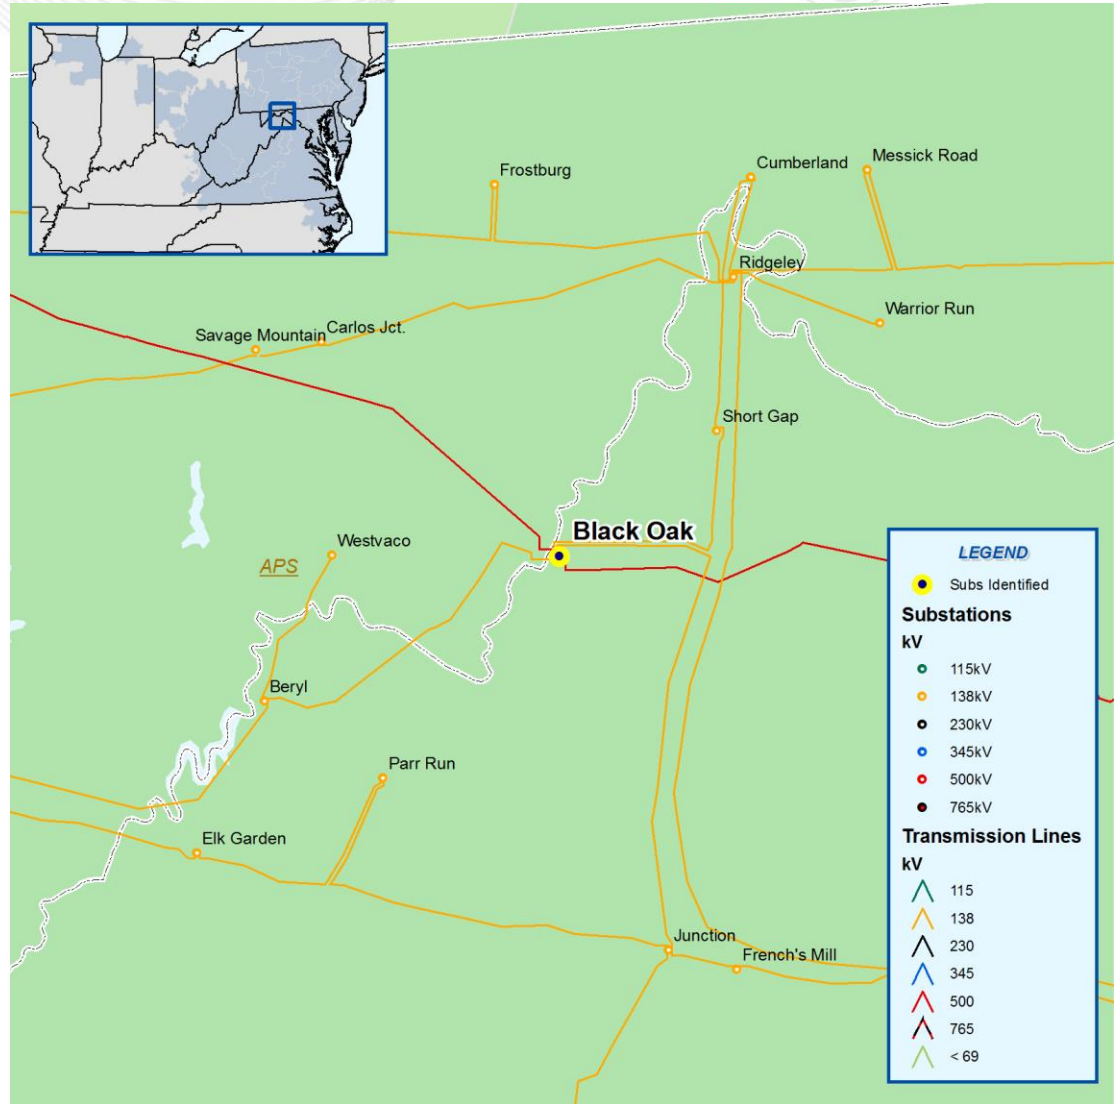 Frostburg
Cumberland
Messick Road
Ridgeley
Warrior Run
Savage Mountain
Carlos Jct.
Short Gap
Black Oak
Westvaco
APS
Beryl
Parr Run
Elk Garden
Junction
French's Mill
LEGEND
Subs Identified
Substations
kV
115kV
138kV
230kV
345kV
500kV
765kV
Transmission Lines
kV
115
138
230
345
500
765
< 69